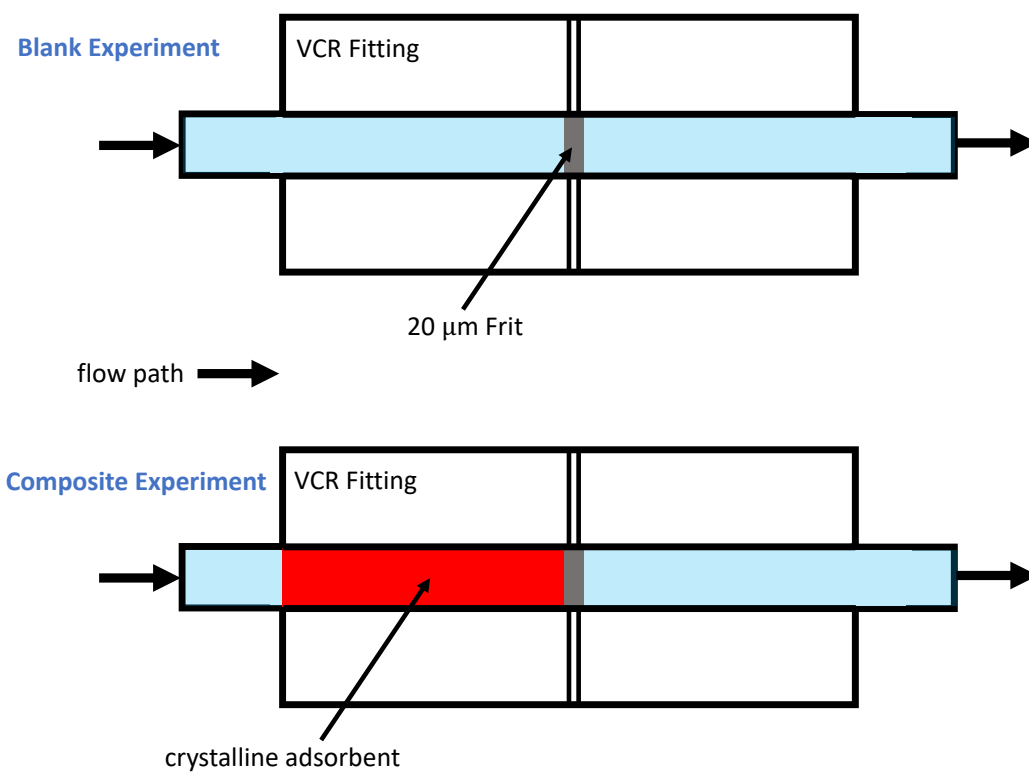 Blank Experiment
VCR Fitting
20 μm Frit
flow path
Composite Experiment
VCR Fitting
crystalline adsorbent